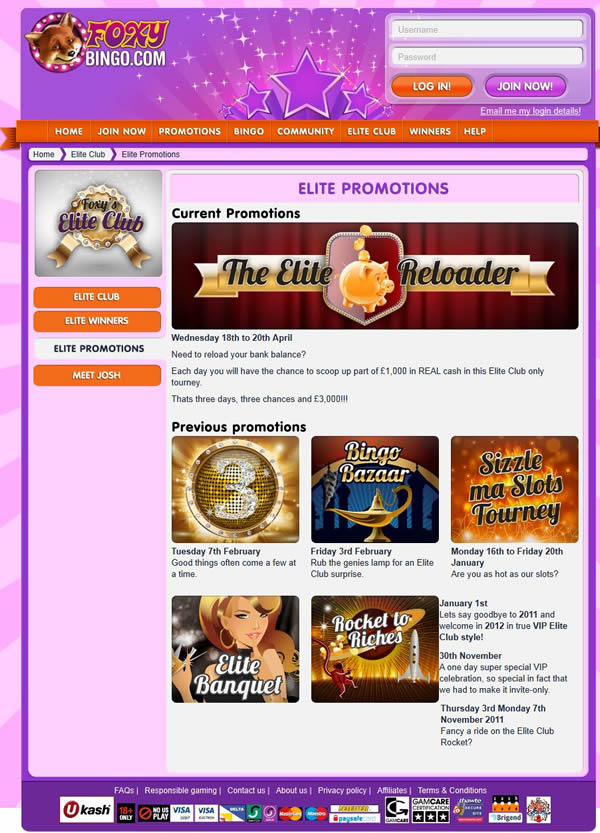 FOXY
BINGO.COM
Username
Password
LOG IN!
JOIN NOW!
Email me my login details!
HOME
JOIN NOW
PROMOTIONS
BINGO
COMMUNITY
ELITE CLUB
WINNERS
HELP
Home
Elite Club
Elite Promotions
Foxy's
Elite Club
ELITE CLUB
ELITE WINNERS
ELITE PROMOTIONS
MEET JOSH
ELITE PROMOTIONS
Current Promotions
The Elite Reloader
Wednesday 18th to 20th April
Need to reload your bank balance?
Each day you will have the chance to scoop up part of £1,000 in REAL cash in this Elite Club only
tourney.
Thats three days, three chances and £3,000!!!
Previous promotions
3
Tuesday 7th February
Good things often come a few at
a time.
Bingo
Bazaar
Friday 3rd February
Rub the genies lamp for an Elite
Club surprise.
Sizzle
ma Slots
Tourney
Monday 16th to Friday 20th
January
Are you as hot as our slots?
Elite
Banquet
Rocket to
Riches
January 1st
Lets say goodbye to 2011 and
welcome in 2012 in true VIP Elite
Club style!
30th November
A one day super special VIP
celebration, so special in fact that
we had to make it invite-only.
Thursday 3rd Monday 7th
November 2011
Fancy a ride on the Elite Club
Rocket?
FAQs | Responsible gaming | Contact us | About us | Privacy policy | Affiliates | Terms & Conditions
Ukash
18+
ONLY
NO U.S.
PLAYERS
VISA
DEBIT
VISA
ELECTRON
DELTA
MasterCard
Maestro
NETELLER
paysafecard
GAMCARE
GAMCARE
CERTIFICATION
thawte
3rigend